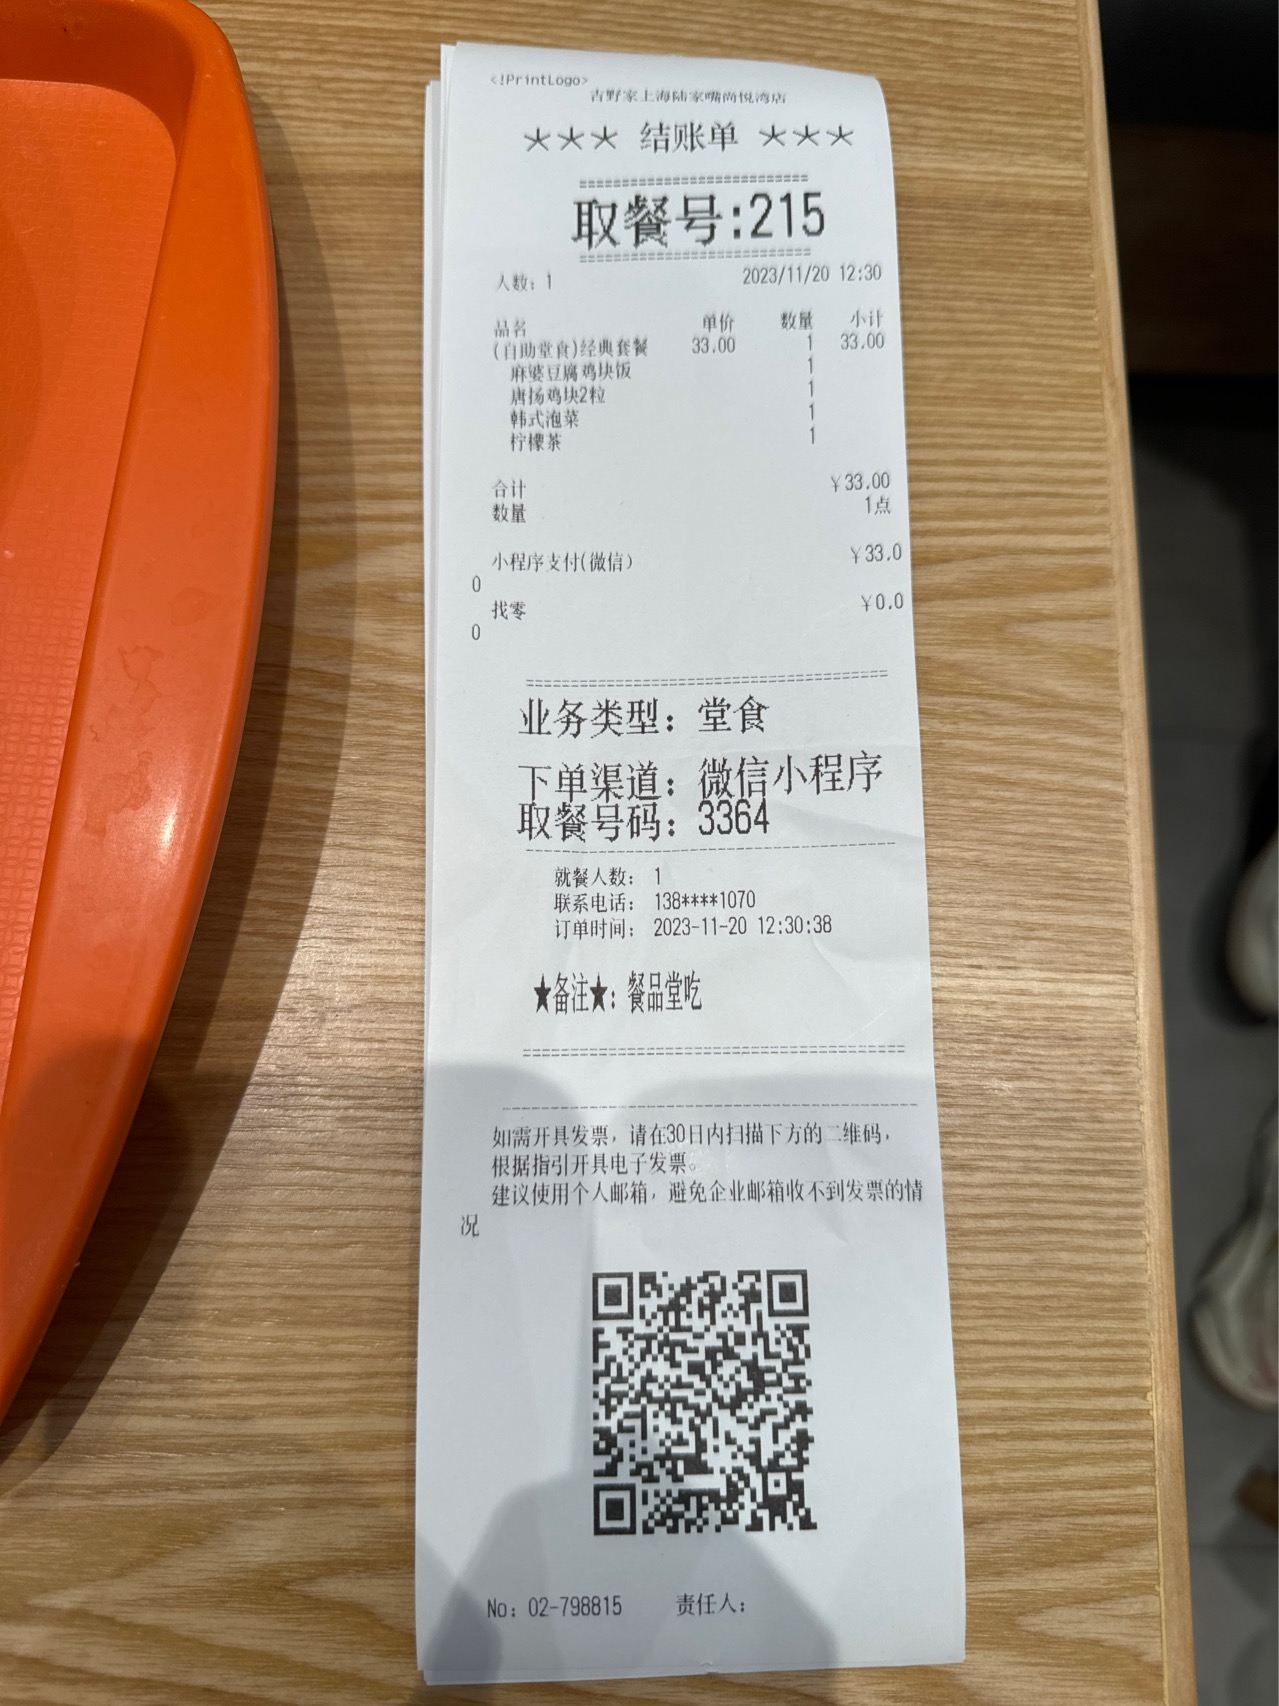 <!PrintLogo>
吉野家上海陆家嘴尚悦湾店
*** 结账单 ***
==========================
取餐号:215
==========================
人数: 1 2023/11/20 12:30
品名 单价 数量 小计
(自助堂食)经典套餐 33.00 1 33.00
麻婆豆腐鸡块饭 1
唐扬鸡块2粒 1
韩式泡菜 1
柠檬茶 1
合计 ￥33.00
数量 1点
小程序支付(微信) ￥33.0
0
找零 ￥0.0
0
业务类型: 堂食
下单渠道: 微信小程序
取餐号码: 3364
就餐人数: 1
联系电话: 138****1070
订单时间: 2023-11-20 12:30:38
★备注★: 餐品堂吃
如需开具发票，请在30日内扫描下方的二维码，
根据指引开具电子发票。
建议使用个人邮箱，避免企业邮箱收不到发票的情
况
No: 02-798815 责任人: